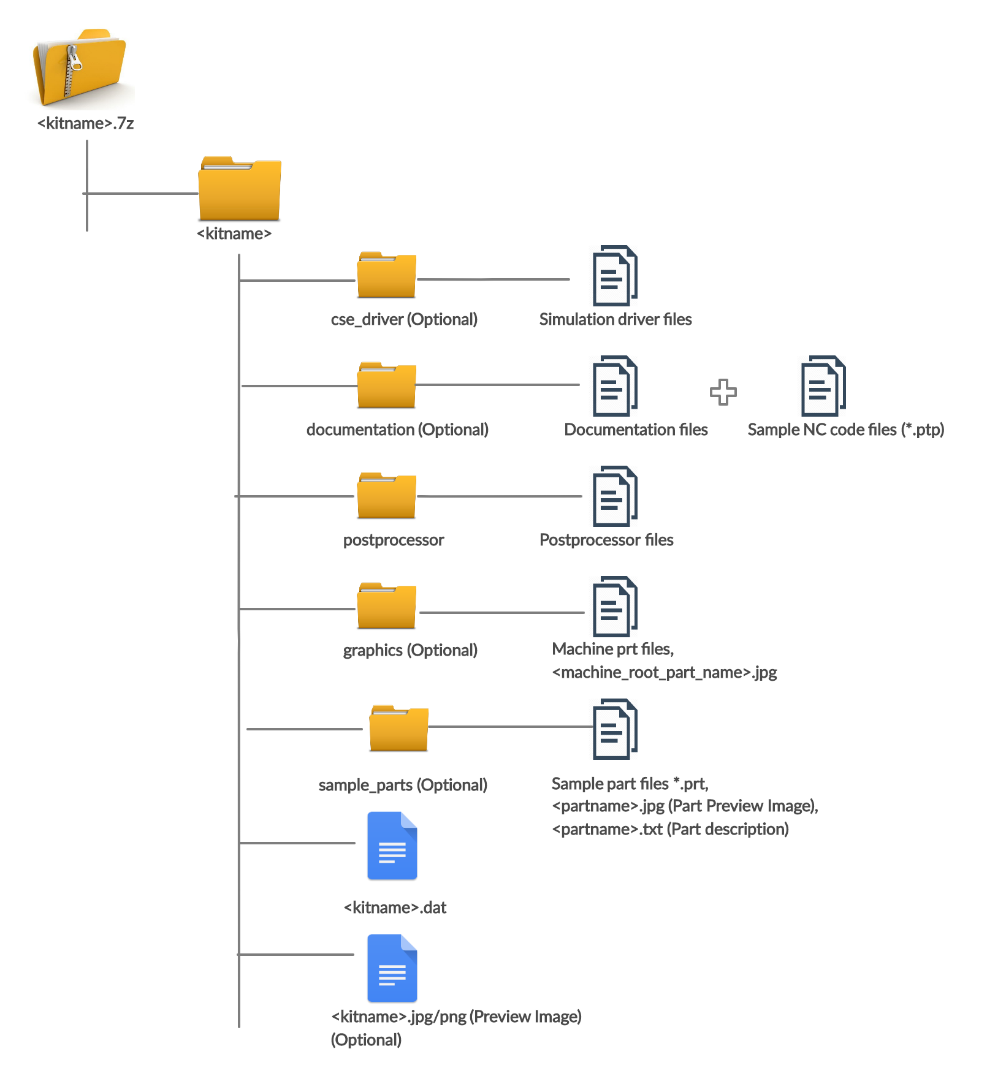 <kitname>.7z
<kitname>
cse_driver (Optional)
Simulation driver files
documentation (Optional)
Documentation files
Sample NC code files (*.ptp)
postprocessor
Postprocessor files
graphics (Optional)
Machine prt files,
<machine_root_part_name>.jpg
sample_parts (Optional)
Sample part files *.prt,
<partname>.jpg (Part Preview Image),
<partname>.txt (Part description)
<kitname>.dat
<kitname>.jpg/png (Preview Image)
(Optional)